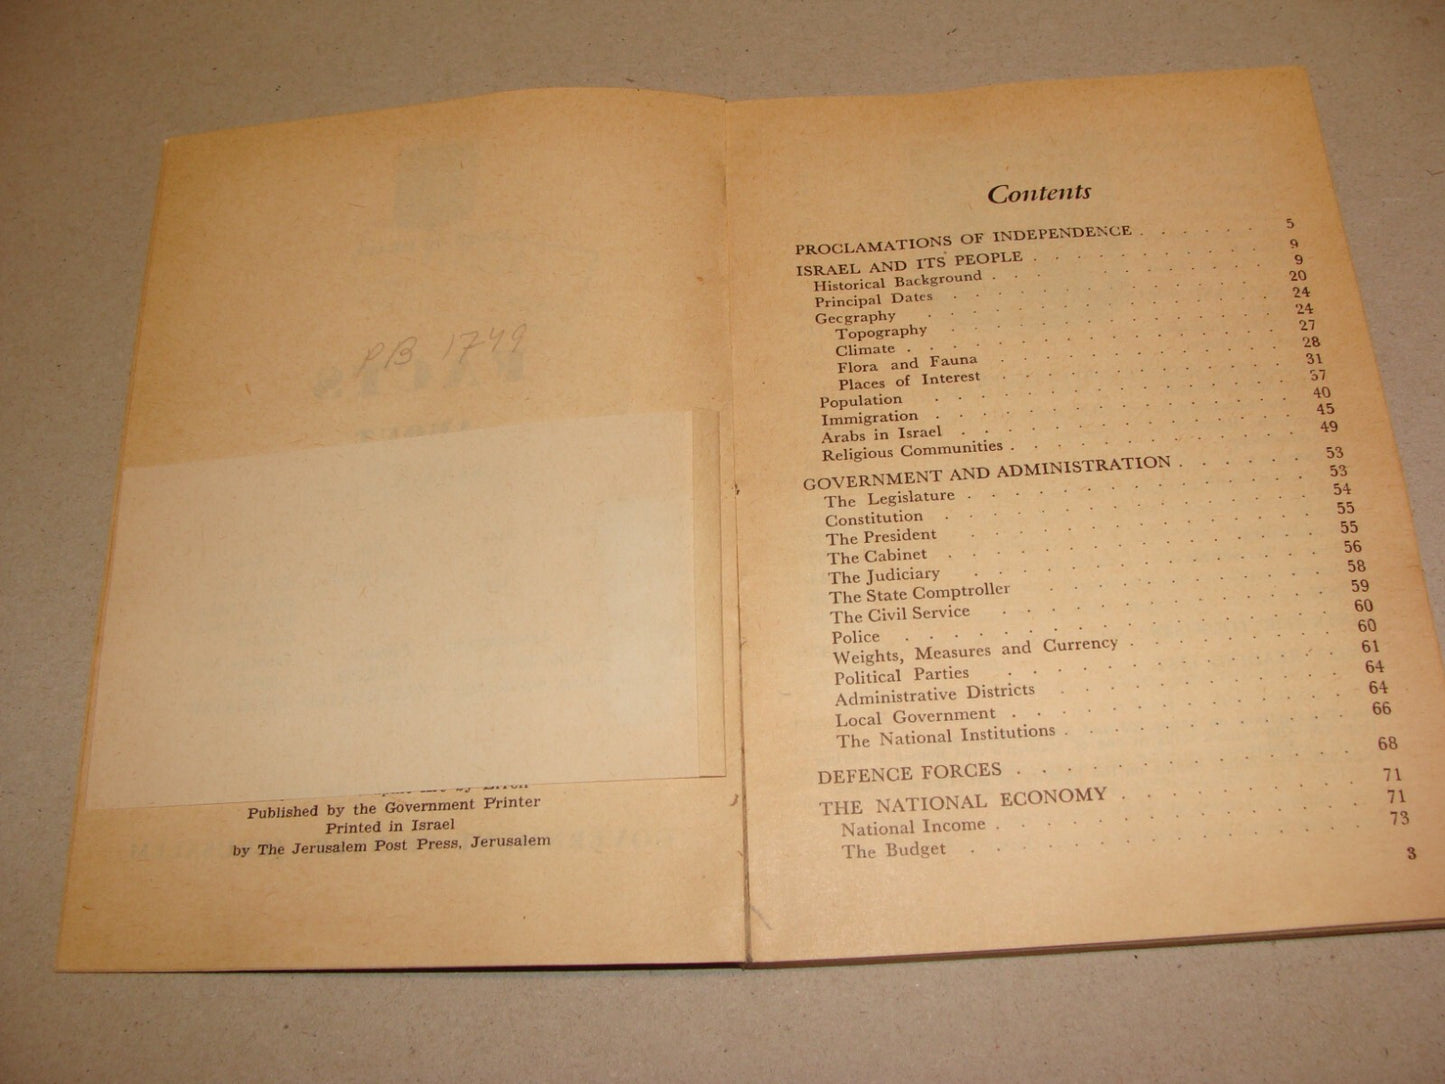 PB 1749
Published by the Government Printer
Printed in Israel
by The Jerusalem Post Press, Jerusalem
Contents
PROCLAMATIONS OF INDEPENDENCE . . . . . . 5
ISRAEL AND ITS PEOPLE . . . . . . . . . . 9
Historical Background . . . . . . . . . . 9
Principal Dates . . . . . . . . . . 20
Gecgraphy . . . . . . . . . . 24
Topography . . . . . . . . . . 24
Climate . . . . . . . . . . 27
Flora and Fauna . . . . . . . . . . 28
Places of Interest . . . . . . . . . . 31
Population . . . . . . . . . . 37
Immigration . . . . . . . . . . 40
Arabs in Israel . . . . . . . . . . 45
Religious Communities . . . . . . . . . . 49
GOVERNMENT AND ADMINISTRATION . . . . . . 53
The Legislature . . . . . . . . . . 53
Constitution . . . . . . . . . . 54
The President . . . . . . . . . . 55
The Cabinet . . . . . . . . . . 55
The Judiciary . . . . . . . . . . 56
The State Comptroller . . . . . . . . . . 58
The Civil Service . . . . . . . . . . 59
Police . . . . . . . . . . 60
Weights, Measures and Currency . . . . . . . . 60
Political Parties . . . . . . . . . . 61
Administrative Districts . . . . . . . . . . 64
Local Government . . . . . . . . . . 64
The National Institutions . . . . . . . . . . 66
DEFENCE FORCES . . . . . . . . . . 68
THE NATIONAL ECONOMY . . . . . . . . 71
National Income . . . . . . . . . . 71
The Budget . . . . . . . . . . 73
3